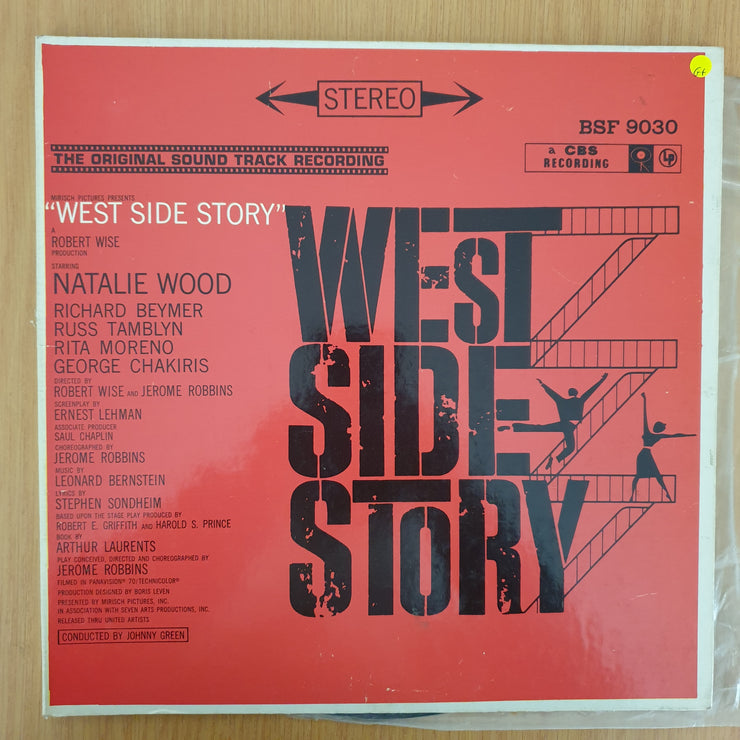 G+
STEREO
BSF 9030
THE ORIGINAL SOUND TRACK RECORDING
a CBS
RECORDING
LP
MIRISCH PICTURES PRESENTS
"WEST SIDE STORY"
A
ROBERT WISE
PRODUCTION
STARRING
NATALIE WOOD
RICHARD BEYMER
RUSS TAMBLYN
RITA MORENO
GEORGE CHAKIRIS
DIRECTED BY
ROBERT WISE AND JEROME ROBBINS
SCREENPLAY BY
ERNEST LEHMAN
ASSOCIATE PRODUCER
SAUL CHAPLIN
CHOREOGRAPHED BY
JEROME ROBBINS
MUSIC BY
LEONARD BERNSTEIN
LYRICS BY
STEPHEN SONDHEIM
BASED UPON THE STAGE PLAY PRODUCED BY
ROBERT E. GRIFFITH AND HAROLD S. PRINCE
BOOK BY
ARTHUR LAURENTS
PLAY CONCEIVED, DIRECTED AND CHOREOGRAPHED BY
JEROME ROBBINS
FILMED IN PANAVISION® 70/TECHNICOLOR®
PRODUCTION DESIGNED BY BORIS LEVEN
PRESENTED BY MIRISCH PICTURES, INC.
IN ASSOCIATION WITH SEVEN ARTS PRODUCTIONS, INC.
RELEASED THRU UNITED ARTISTS
CONDUCTED BY JOHNNY GREEN
WEST
SIDE
STORY